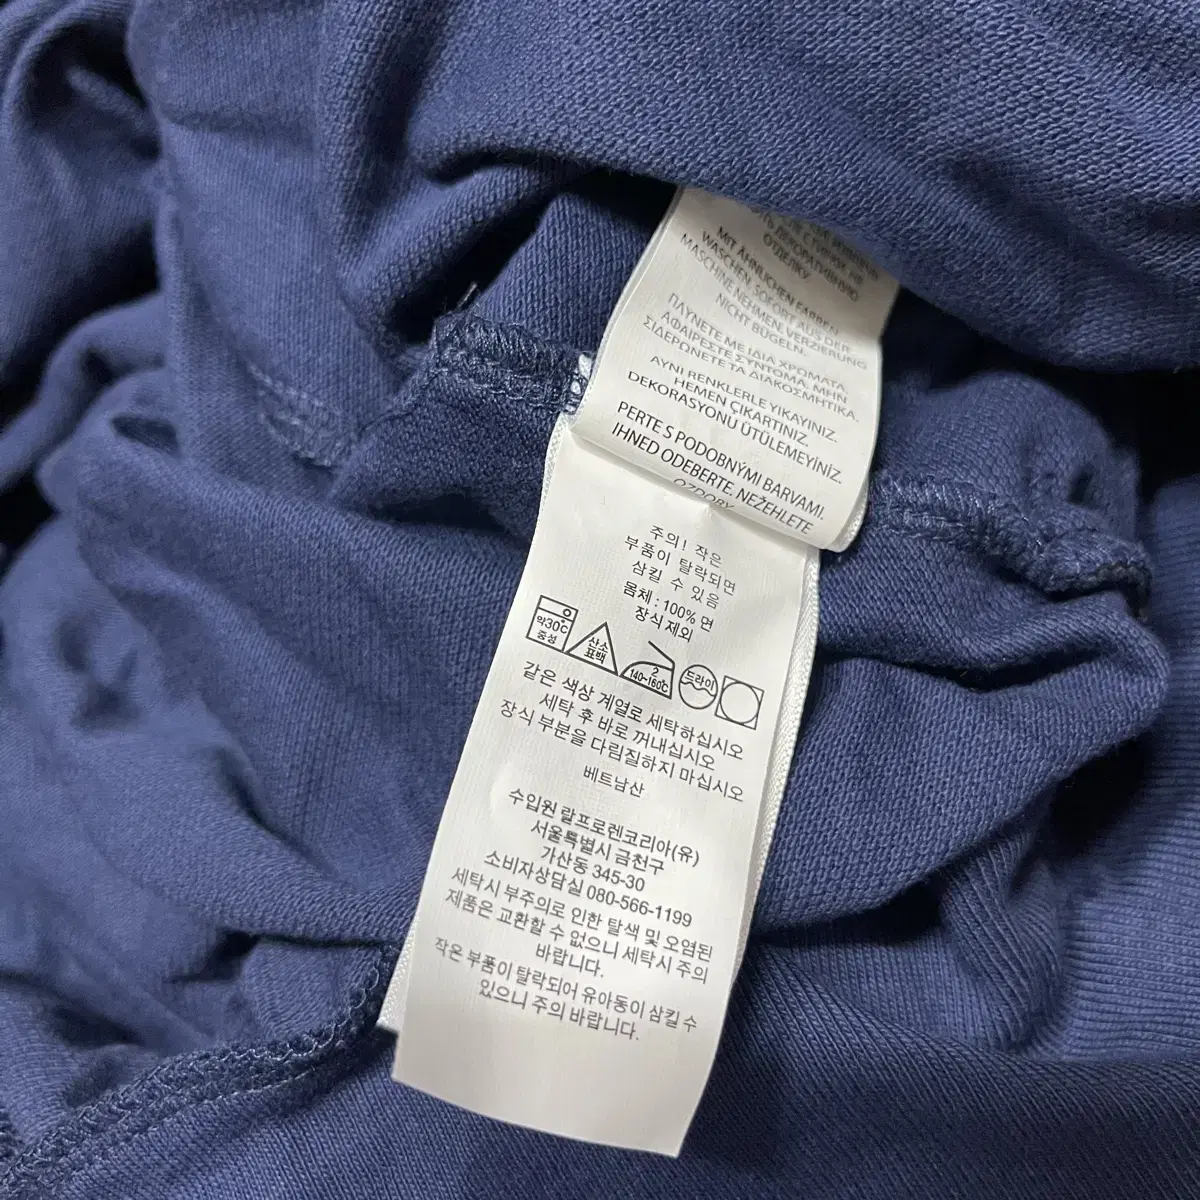 ДЕКОРАТИВНУЮ
ОТДЕЛКУ
MIT ÄHNLICHEN FARBEN
WASCHEN. SOFORT AUS DER
MASCHINE NEHMEN. VERZIERUNG
NICHT BÜGELN.
ΠΛΥΝΕΤΕ ΜΕ ΙΔΙΑ ΧΡΩΜΑΤΑ.
ΑΦΑΙΡΕΣΤΕ ΣΥΝΤΟΜΑ. ΜΗΝ
ΣΙΔΕΡΩΝΕΤΕ ΤΑ ΔΙΑΚΟΣΜΗΤΙΚΑ.
AYNI RENKLERLE YIKAYINIZ.
HEMEN ÇIKARTINIZ.
DEKORASYONU ÜTÜLEMEYİNİZ.
PERTE S PODOBNÝMI BARVAMI.
IHNED ODEBERTE. NEŽEHLETE
OZDOBY
주의! 작은
부품이 탈락되면
삼킬 수 있음
몸체 : 100% 면
장식 제외
약30℃
중성
산소
표백
2
140~160℃
드라이
같은 색상 계열로 세탁하십시오
세탁 후 바로 꺼내십시오
장식 부분을 다림질하지 마십시오
베트남산
수입원 랄프로렌코리아(유)
서울특별시 금천구
가산동 345-30
소비자상담실 080-566-1199
세탁시 부주의로 인한 탈색 및 오염된
제품은 교환할 수 없으니 세탁시 주의
바랍니다.
작은 부품이 탈락되어 유아동이 삼킬 수
있으니 주의 바랍니다.